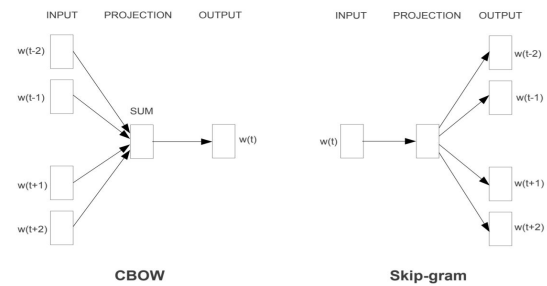 INPUT PROJECTION OUTPUT
w(t-2)
w(t-1)
SUM
w(t)
w(t+1)
w(t+2)
CBOW
INPUT PROJECTION OUTPUT
w(t-2)
w(t-1)
w(t)
w(t+1)
w(t+2)
Skip-gram